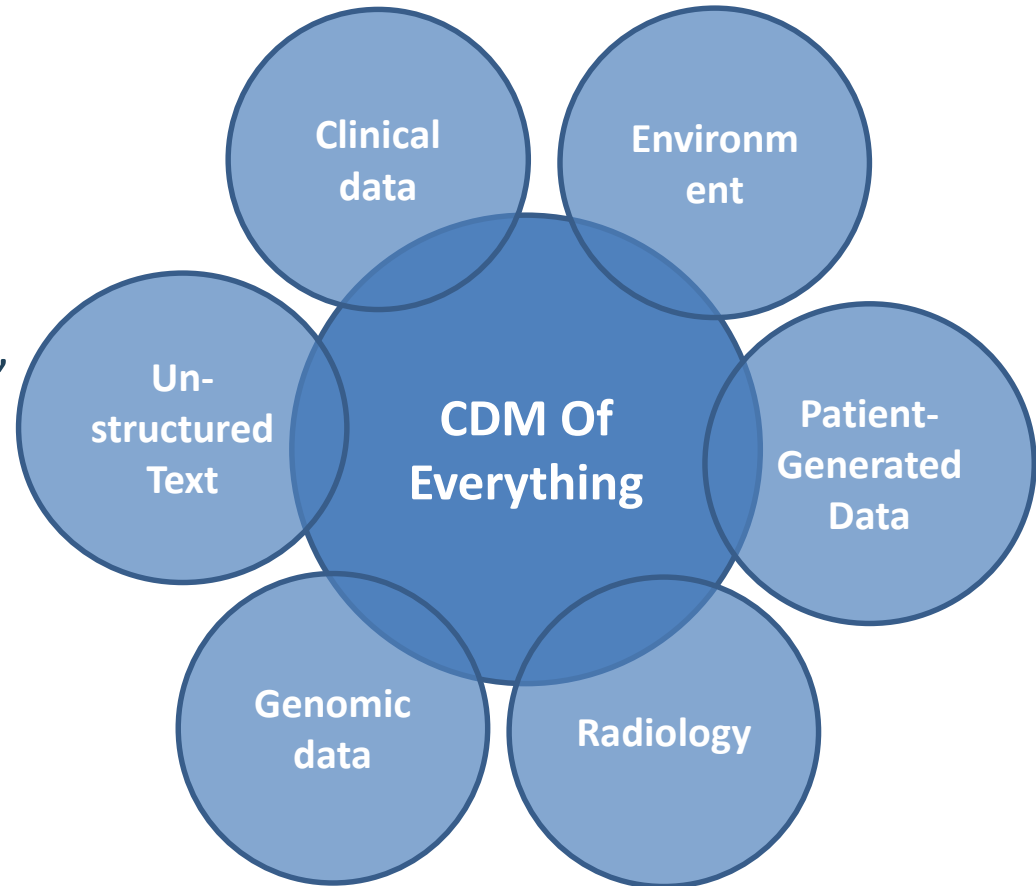 Clinical
data
Environm
ent
Un-
structured
Text
CDM Of
Everything
Patient-
Generated
Data
Genomic
data
Radiology